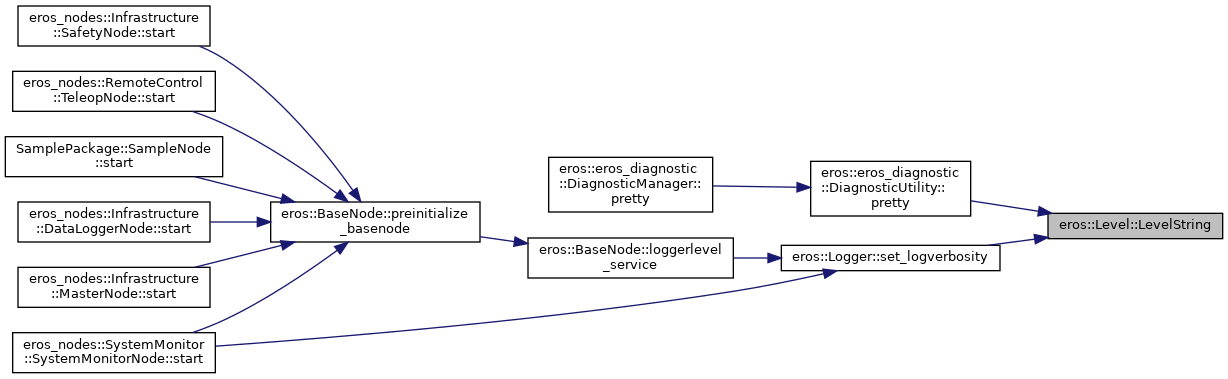 eros_nodes::Infrastructure
::SafetyNode::start
eros_nodes::RemoteControl
::TeleopNode::start
SamplePackage::SampleNode
::start
eros_nodes::Infrastructure
::DataLoggerNode::start
eros_nodes::Infrastructure
::MasterNode::start
eros_nodes::SystemMonitor
::SystemMonitorNode::start
eros::BaseNode::preinitialize
_basenode
eros::eros_diagnostic
::DiagnosticManager::
pretty
eros::BaseNode::loggerlevel
_service
eros::eros_diagnostic
::DiagnosticUtility::
pretty
eros::Logger::set_logverbosity
eros::Level::LevelString